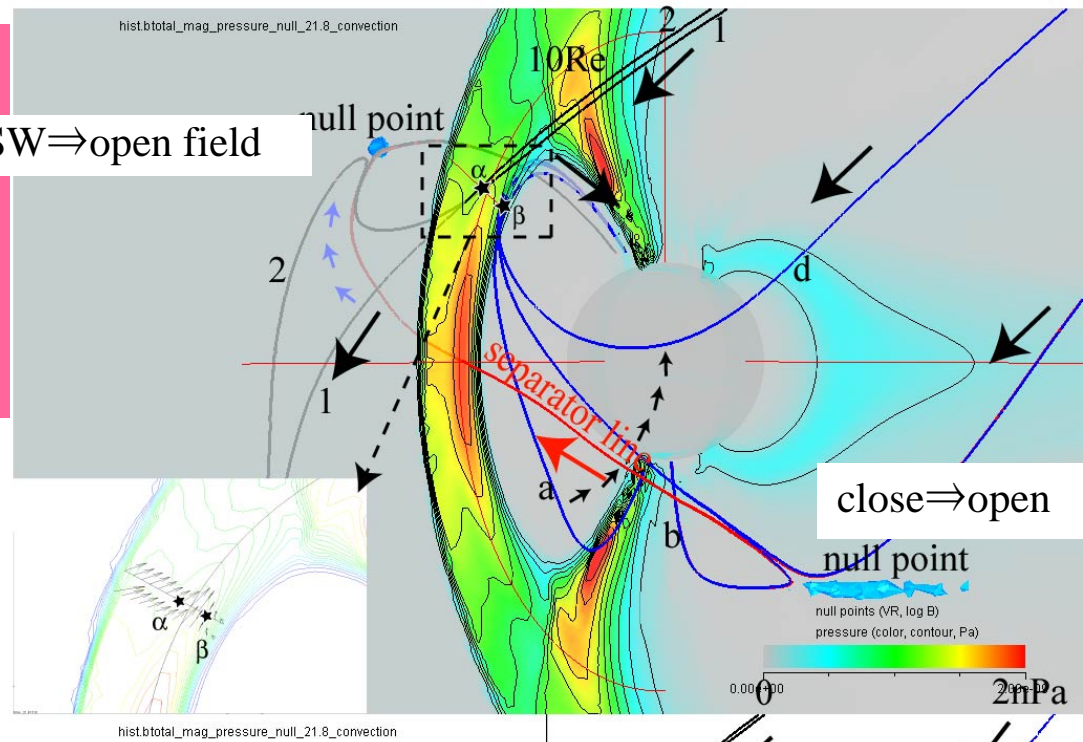 hist.btotal_mag_pressure_null_21.8_convection
2
1
10Re
null point
SW⇒open field
α
β
d
2
1
separator line
a
b
close⇒open
null point
null points (VR, log B)
pressure (color, contour, Pa)
0 2nPa
α
β
hist.btotal_mag_pressure_null_21.8_convection